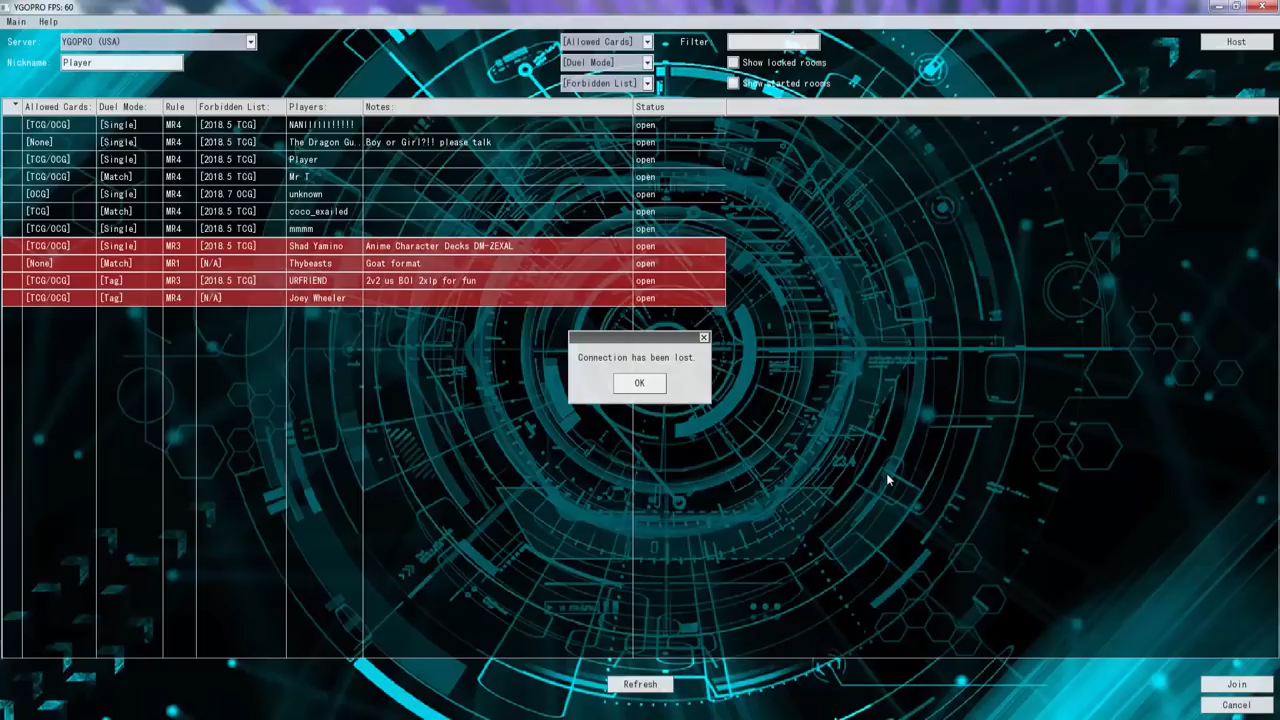 YGOPRO FPS: 60
Main Help
Server: YGOPRO (USA) [Allowed Cards] Filter Host
Nickname: Player [Duel Mode] Show locked rooms
[Forbidden List] Show started rooms
Allowed Cards: Duel Mode: Rule Forbidden List: Players: Notes: Status
[TCG/OCG] [Single] MR4 [2018.5 TCG] NANIIIIII!!!!! open
[None] [Single] MR4 [2018.5 TCG] The Dragon Gu.. Boy or Girl?!! please talk open
[TCG/OCG] [Single] MR4 [2018.5 TCG] Player open
[TCG/OCG] [Match] MR4 [2018.5 TCG] Mr T open
[OCG] [Single] MR4 [2018.7 OCG] unknown open
[TCG] [Match] MR4 [2018.5 TCG] coco_exailed open
[TCG/OCG] [Single] MR4 [2018.5 TCG] mmmm open
[TCG/OCG] [Single] MR3 [2018.5 TCG] Shad Yamino Anime Character Decks DM-ZEXAL open
[None] [Match] MR1 [N/A] Thybeasts Goat format open
[TCG/OCG] [Tag] MR3 [2018.5 TCG] URFRIEND 2v2 us BOI 2xlp for fun open
[TCG/OCG] [Tag] MR4 [N/A] Joey Wheeler open
Connection has been lost.
OK
Refresh
Join
Cancel